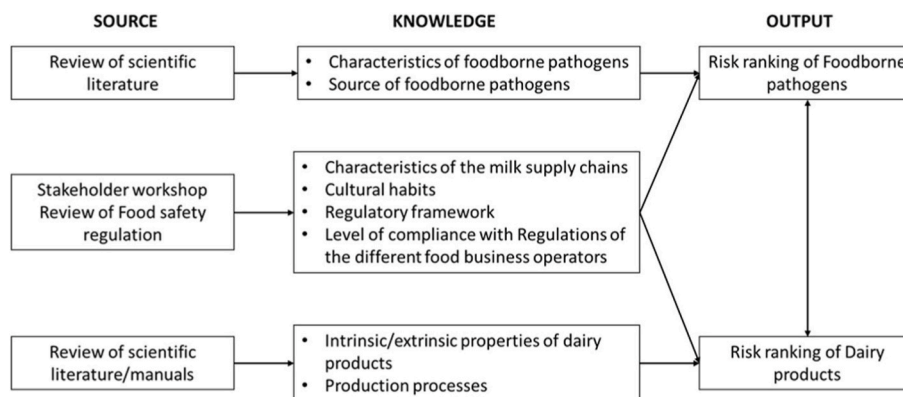 SOURCE
KNOWLEDGE
OUTPUT
Review of scientific
literature
• Characteristics of foodborne pathogens
• Source of foodborne pathogens
Risk ranking of Foodborne
pathogens
Stakeholder workshop
Review of Food safety
regulation
• Characteristics of the milk supply chains
• Cultural habits
• Regulatory framework
• Level of compliance with Regulations of
the different food business operators
Review of scientific
literature/manuals
• Intrinsic/extrinsic properties of dairy
products
• Production processes
Risk ranking of Dairy
products